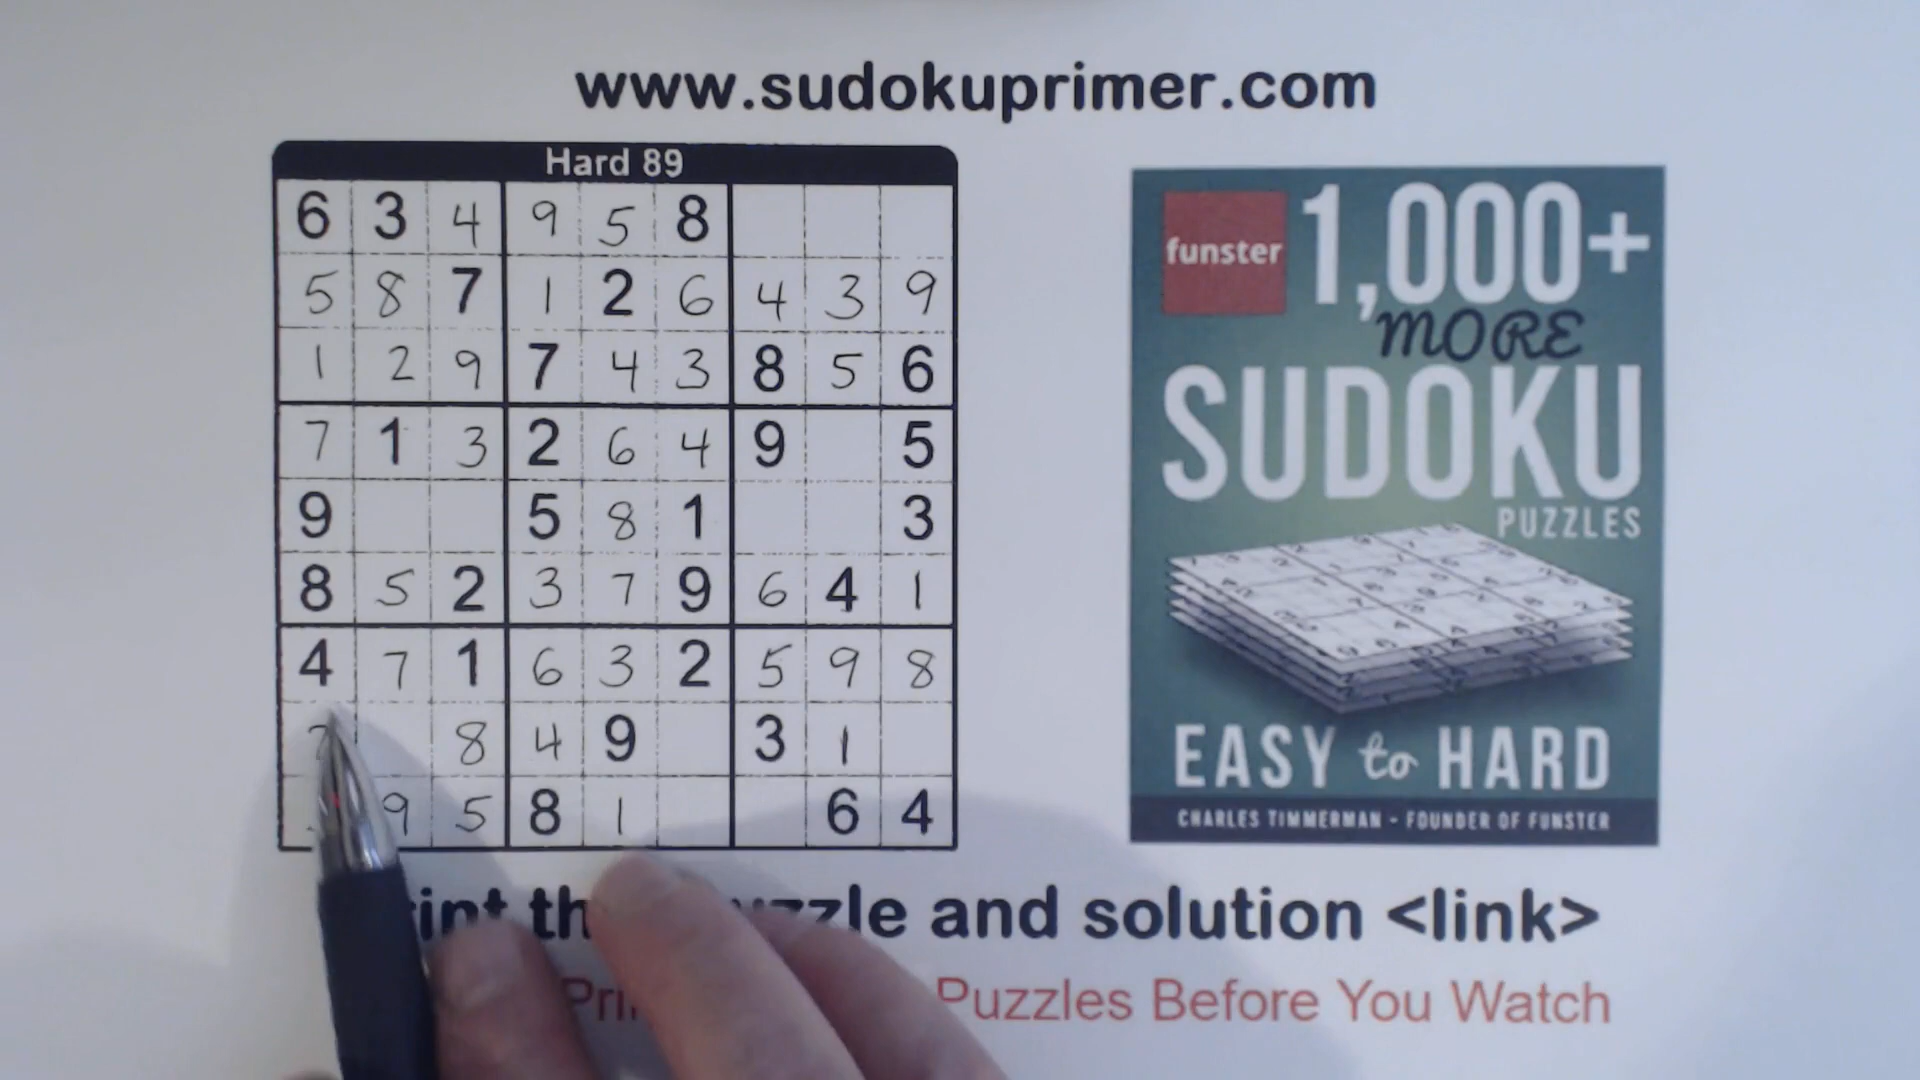 www.sudokuprimer.com
Hard 89
6 3 4 9 5 8
5 8 7 1 2 6 4 3 9
1 2 9 7 4 3 8 5 6
7 1 3 2 6 4 9 5
9 5 8 1 3
8 5 2 3 7 9 6 4 1
4 7 1 6 3 2 5 9 8
8 4 9 3 1
9 5 8 1 6 4
funster
1,000+
MORE
SUDOKU
PUZZLES
EASY to HARD
CHARLES TIMMERMAN - FOUNDER OF FUNSTER
and solution <link>
Puzzles Before You Watch